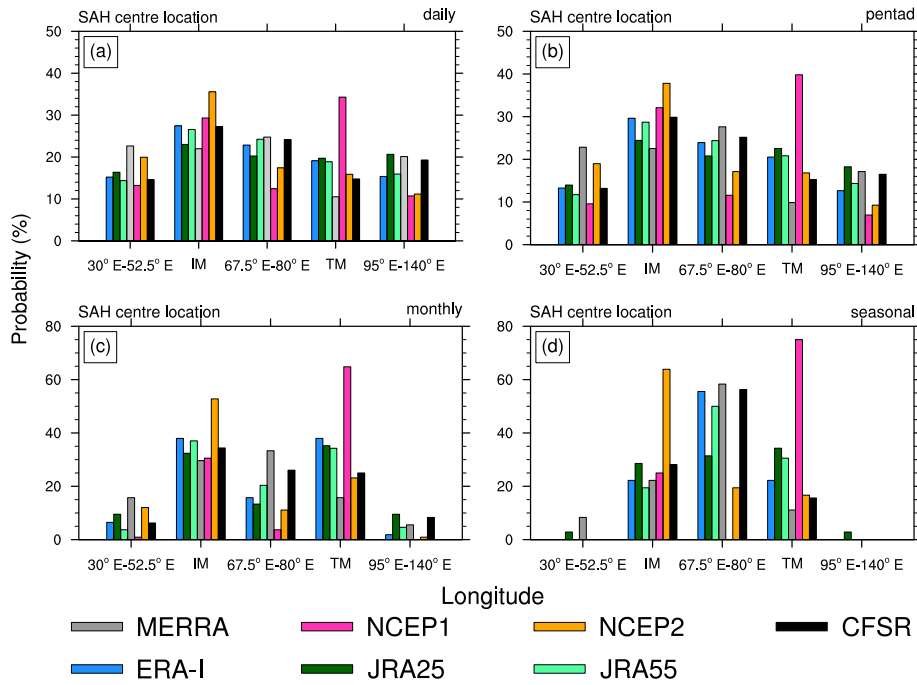 SAH centre location daily
50
40
30
20
10
0
(a)
30° E-52.5° E IM 67.5° E-80° E TM 95° E-140° E
SAH centre location pentad
50
40
30
20
10
0
(b)
30° E-52.5° E IM 67.5° E-80° E TM 95° E-140° E
Probability (%)
SAH centre location monthly
80
60
40
20
0
(c)
30° E-52.5° E IM 67.5° E-80° E TM 95° E-140° E
SAH centre location seasonal
80
60
40
20
0
(d)
30° E-52.5° E IM 67.5° E-80° E TM 95° E-140° E
Longitude
MERRA NCEP1 NCEP2 CFSR
ERA-I JRA25 JRA55